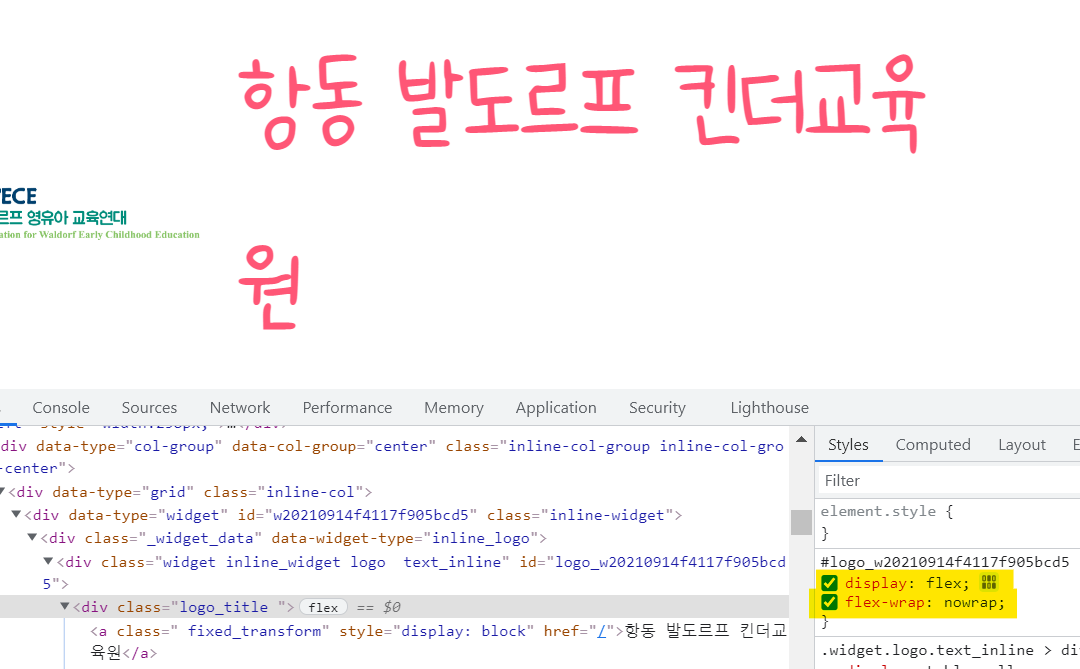 항동 발도르프 킨더교육
ECE
르프 영유아 교육연대
ation for Waldorf Early Childhood Education
원
Console Sources Network Performance Memory Application Security Lighthouse
div data-type="col-group" data-col-group="center" class="inline-col-group inline-col-gro
-center">
▼<div data-type="grid" class="inline-col">
▼<div data-type="widget" id="w20210914f4117f905bcd5" class="inline-widget">
▼<div class="_widget_data" data-widget-type="inline_logo">
▼<div class="widget inline_widget logo text_inline" id="logo_w20210914f4117f905bcd
5">
▼<div class="logo_title "> flex == $0
<a class=" fixed_transform" style="display: block" href="/">항동 발도르프 킨더교
육원</a>
Styles Computed Layout E
Filter
element.style {
}
#logo_w20210914f4117f905bcd5
display: flex;
flex-wrap: nowrap;
}
.widget.logo.text_inline > di